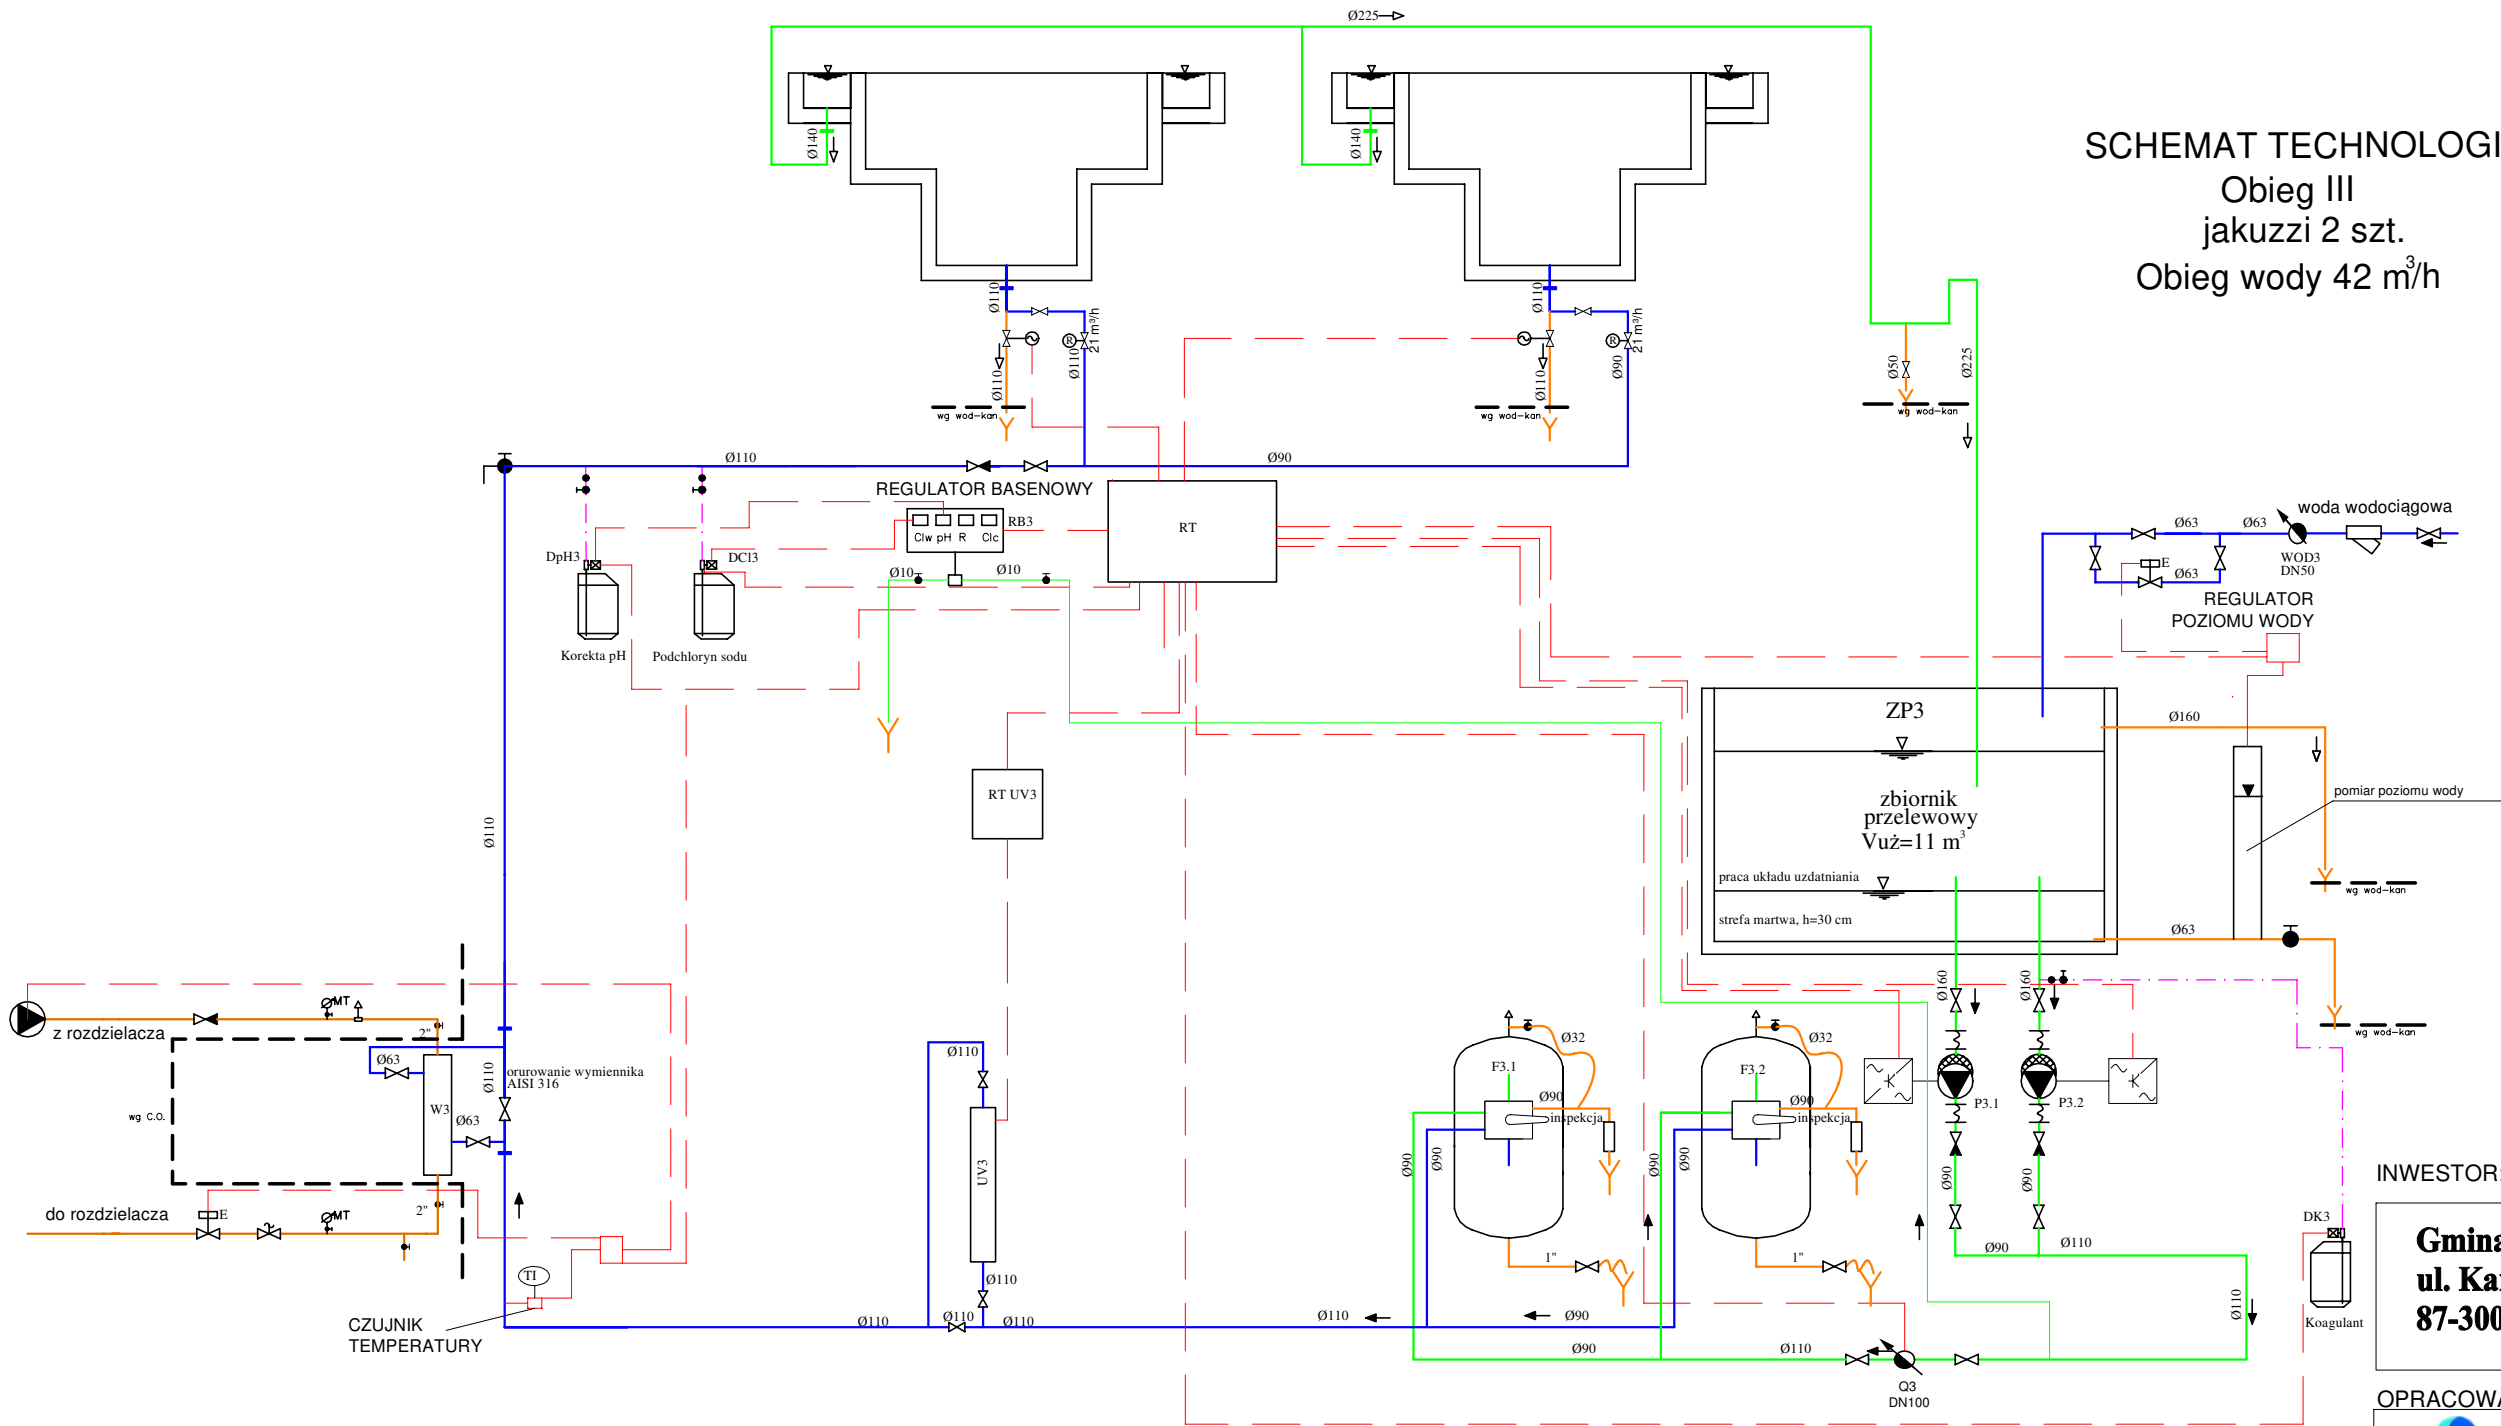 Ø225
SCHEMAT TECHNOLOGI
Obieg III
jakuzzi 2 szt.
Obieg wody 42 m³/h
Ø140
Ø140
Ø110
21 m³/h
Ø110
Ø110
wg wod-kan
Ø110
21 m³/h
Ø90
Ø110
wg wod-kan
R
R
Ø50
Ø225
wg wod-kan
Ø110
Ø90
REGULATOR BASENOWY
RB3
Clw pH R Clc
RT
DpH3
DCl3
Ø10
Ø10
Korekta pH
Podchloryn sodu
woda wodociągowa
Ø63
Ø63
E
Ø63
WOD3
DN50
REGULATOR
POZIOMU WODY
ZP3
Ø160
zbiornik
przelewowy
Vuż=11 m³
pomiar poziomu wody
praca układu uzdatniania
strefa martwa, h=30 cm
wg wod-kan
Ø63
wg wod-kan
RT UV3
Ø110
MT
z rozdzielacza
2"
Ø63
Ø110
orurowanie wymiennika
AISI 316
wg C.O.
W3
Ø63
do rozdzielacza
E
MT
2"
TI
CZUJNIK
TEMPERATURY
Ø110
UV3
Ø110
Ø110
Ø110
Ø110
Ø110
Ø90
F3.1
Ø32
Ø90
inspekcja
Ø90
Ø90
1"
F3.2
Ø32
Ø90
inspekcja
Ø90
Ø90
1"
Ø160
Ø160
P3.1
P3.2
Ø90
Ø90
Ø90
Ø110
Ø110
Ø90
Ø110
Q3
DN100
DK3
Koagulant
INWESTOR:
Gmina
ul. Ka
87-300
OPRACOWA